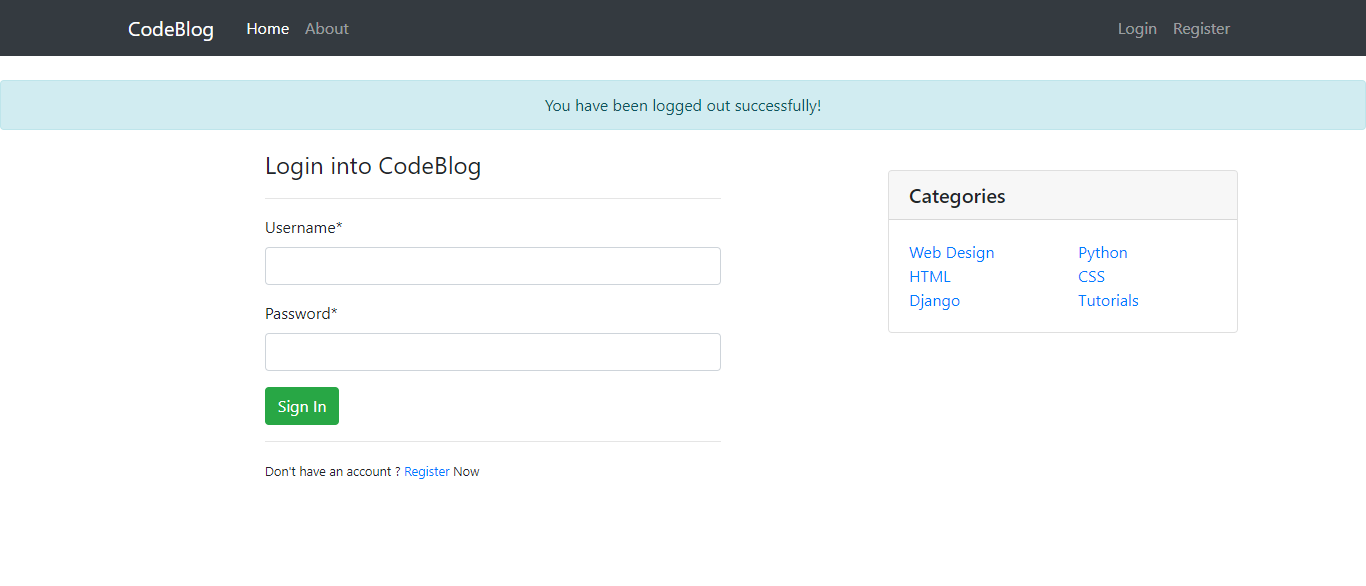 CodeBlog Home About Login Register
You have been logged out successfully!
Login into CodeBlog
Username*
Password*
Sign In
Don't have an account ? Register Now
Categories
Web Design Python
HTML CSS
Django Tutorials